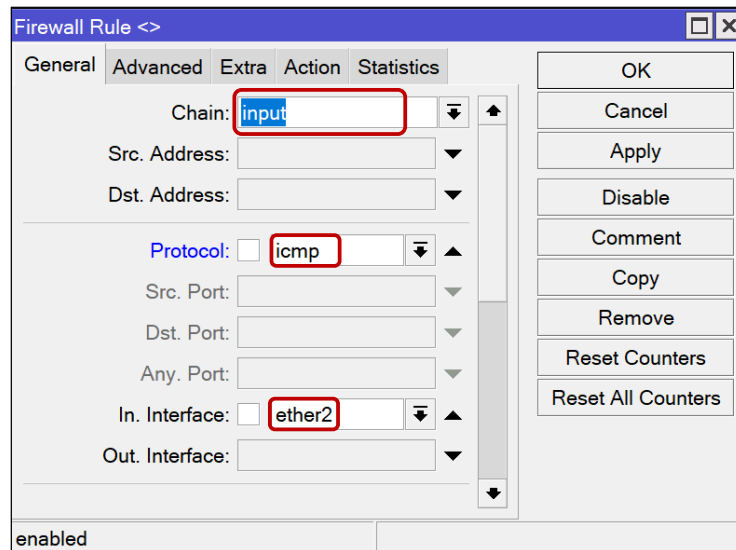 Firewall Rule <>
General Advanced Extra Action Statistics
Chain: input
Src. Address:
Dst. Address:
Protocol: icmp
Src. Port:
Dst. Port:
Any. Port:
In. Interface: ether2
Out. Interface:
OK
Cancel
Apply
Disable
Comment
Copy
Remove
Reset Counters
Reset All Counters
enabled